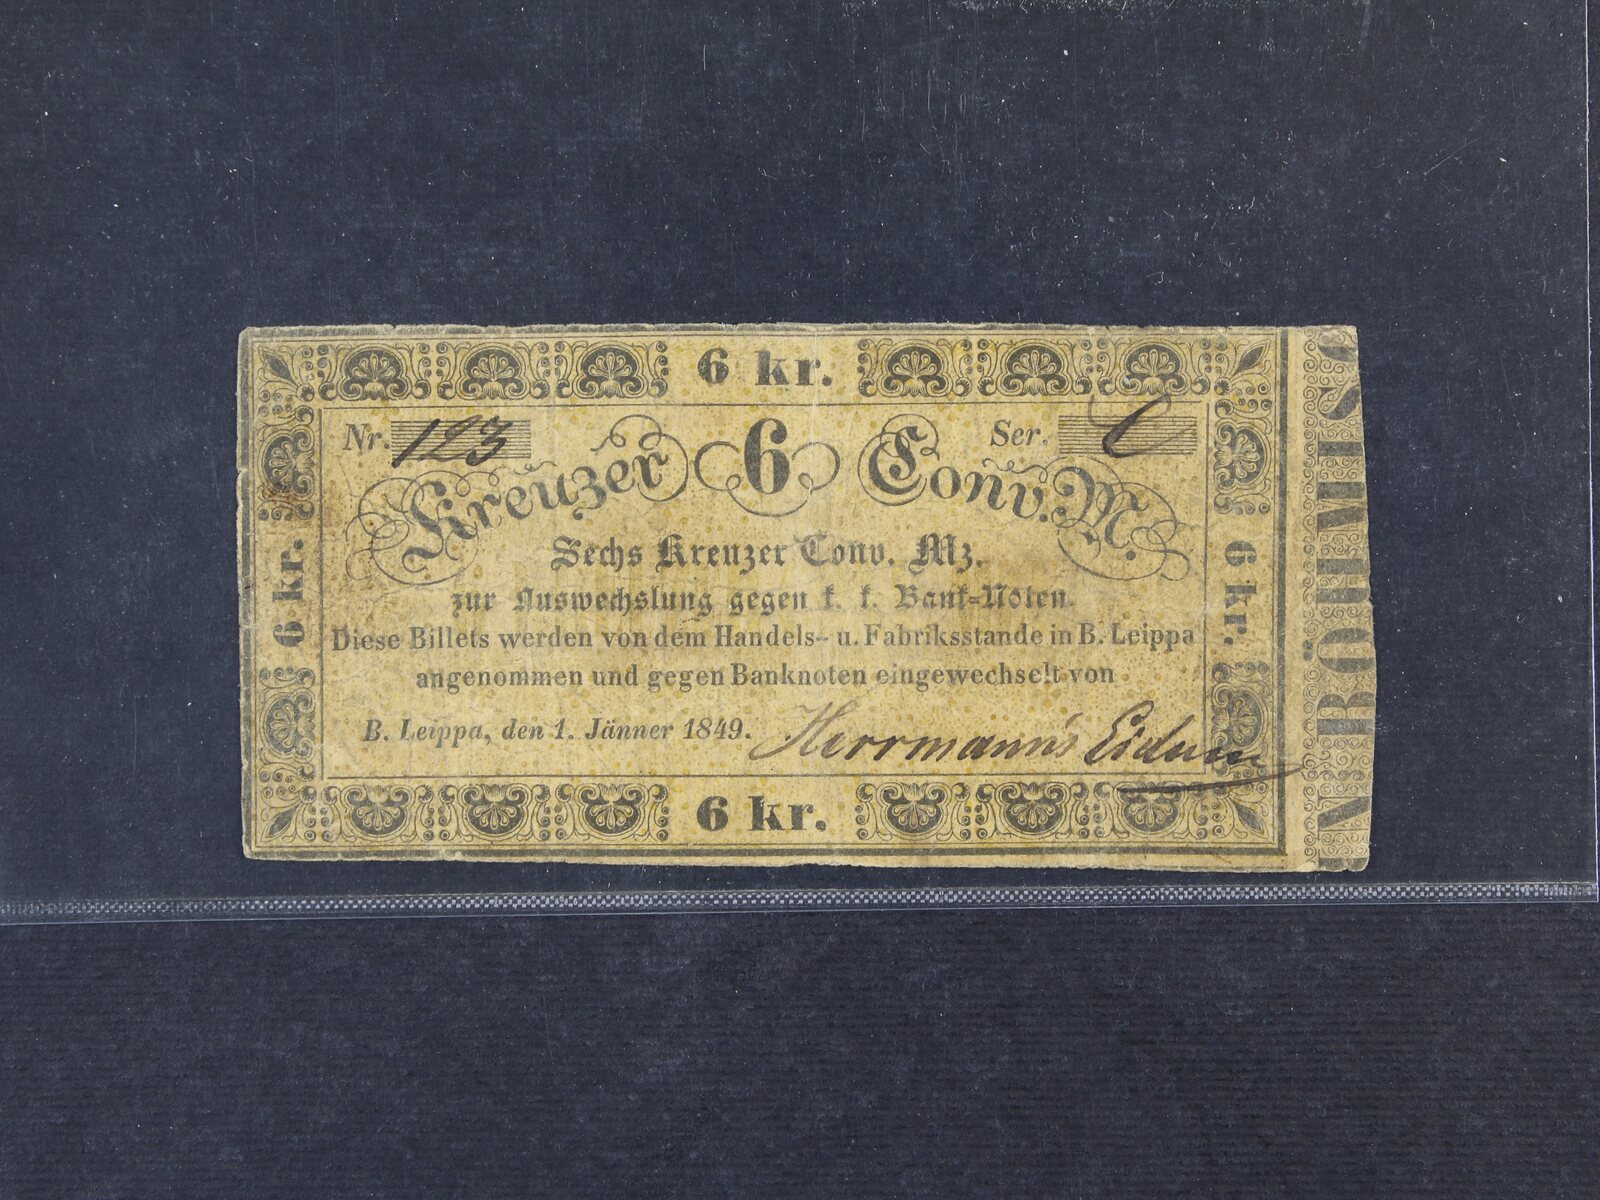 6 kr.
Nr. 123
Ser. C
Kreuzer 6 Conv. M.
Sechs Kreuzer Conv. Mz.
zur Auswechslung gegen k. k. Bank=Noten.
Diese Billets werden von dem Handels- u. Fabriksstande in B. Leippa
angenommen und gegen Banknoten eingewechselt von
B. Leippa, den 1. Jänner 1849.
Herrmann's Eidam
6 kr.
6 kr.
6 kr.